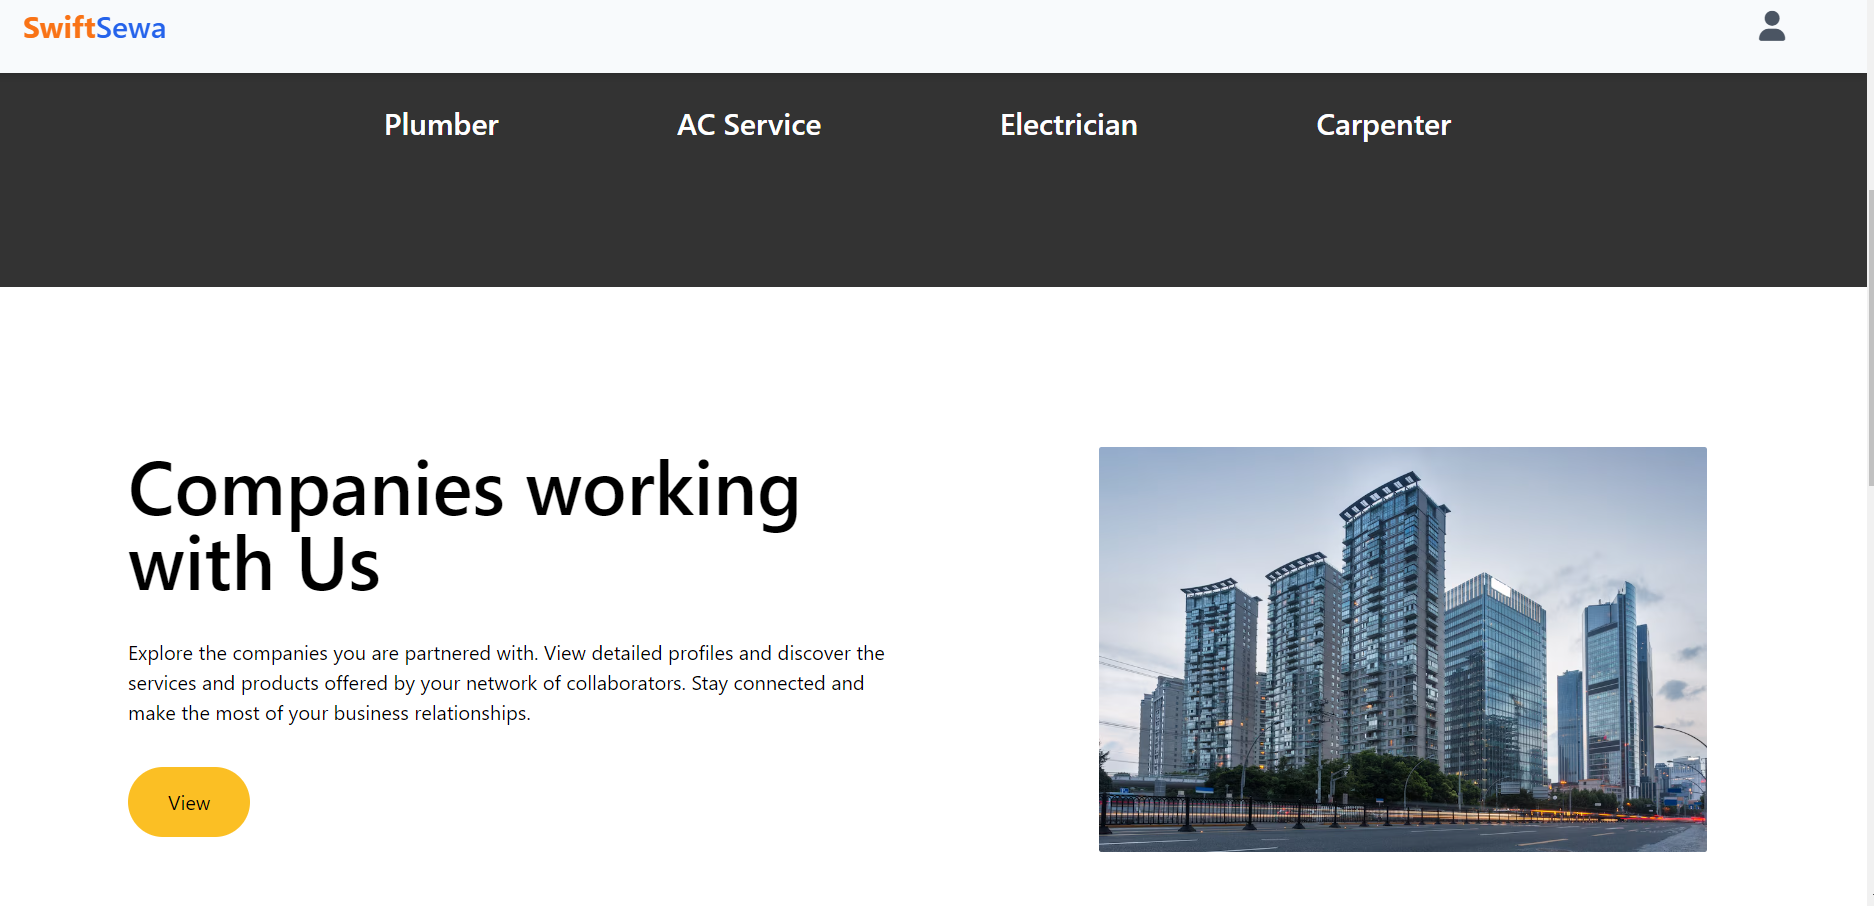 SwiftSewa
Plumber AC Service Electrician Carpenter
Companies working
with Us
Explore the companies you are partnered with. View detailed profiles and discover the
services and products offered by your network of collaborators. Stay connected and
make the most of your business relationships.
View